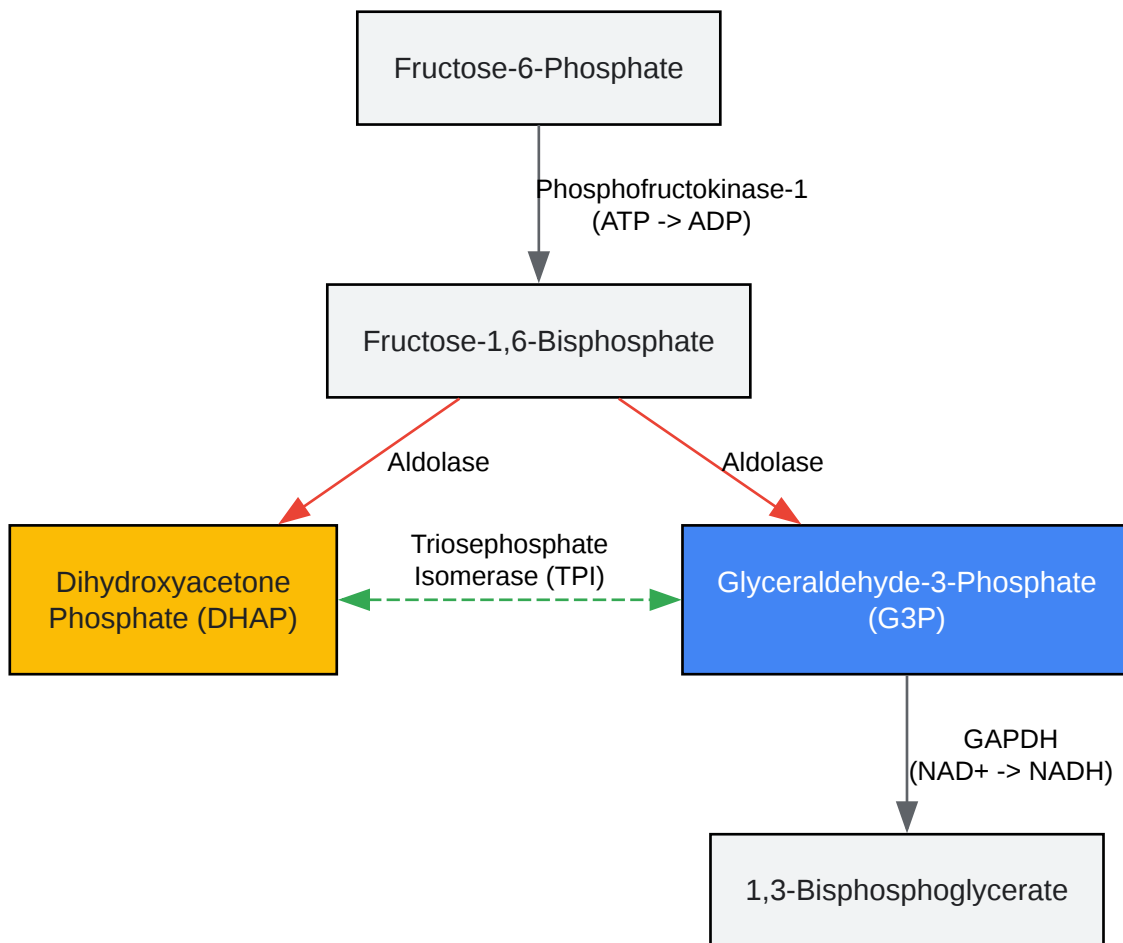 Fructose-6-Phosphate
Phosphofructokinase-1
(ATP -> ADP)
Fructose-1,6-Bisphosphate
Aldolase
Aldolase
Dihydroxyacetone
Phosphate (DHAP)
Triosephosphate
Isomerase (TPI)
Glyceraldehyde-3-Phosphate
(G3P)
GAPDH
(NAD+ -> NADH)
1,3-Bisphosphoglycerate